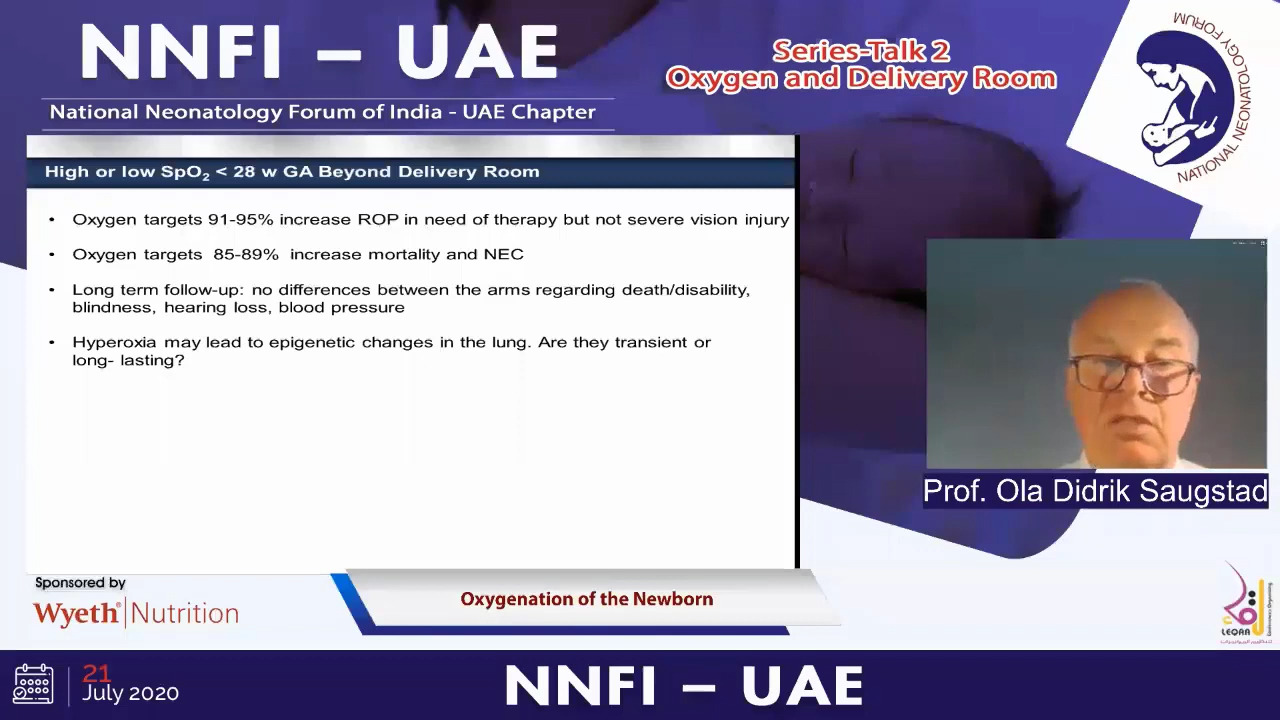 NNFI – UAE
National Neonatology Forum of India - UAE Chapter
Series-Talk 2
Oxygen and Delivery Room
NATIONAL NEONATOLOGY FORUM
High or low SpO₂ < 28 w GA Beyond Delivery Room
• Oxygen targets 91-95% increase ROP in need of therapy but not severe vision injury
• Oxygen targets 85-89% increase mortality and NEC
• Long term follow-up: no differences between the arms regarding death/disability,
blindness, hearing loss, blood pressure
• Hyperoxia may lead to epigenetic changes in the lung. Are they transient or
long- lasting?
Prof. Ola Didrik Saugstad
Sponsored by
Wyeth® Nutrition
Oxygenation of the Newborn
LEQAA
21
July 2020
NNFI – UAE